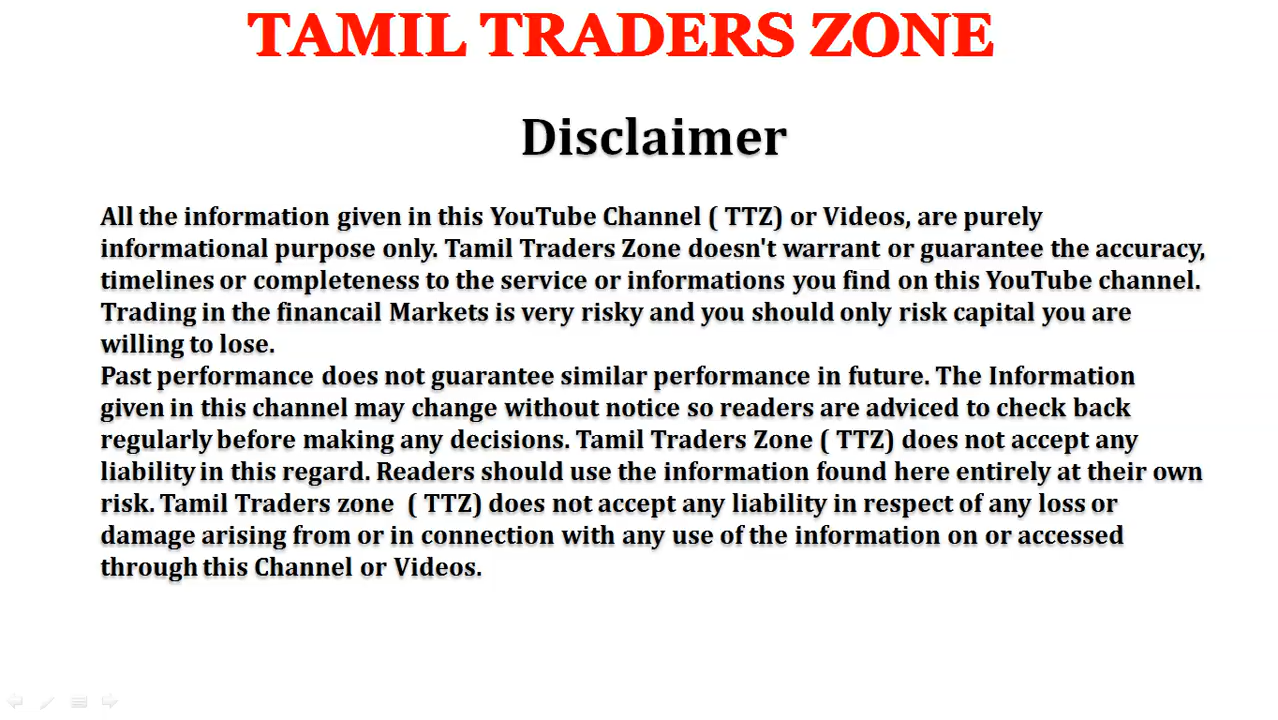 TAMIL TRADERS ZONE
Disclaimer
All the information given in this YouTube Channel ( TTZ) or Videos, are purely
informational purpose only. Tamil Traders Zone doesn't warrant or guarantee the accuracy,
timelines or completeness to the service or informations you find on this YouTube channel.
Trading in the financail Markets is very risky and you should only risk capital you are
willing to lose.
Past performance does not guarantee similar performance in future. The Information
given in this channel may change without notice so readers are adviced to check back
regularly before making any decisions. Tamil Traders Zone ( TTZ) does not accept any
liability in this regard. Readers should use the information found here entirely at their own
risk. Tamil Traders zone  ( TTZ) does not accept any liability in respect of any loss or
damage arising from or in connection with any use of the information on or accessed
through this Channel or Videos.